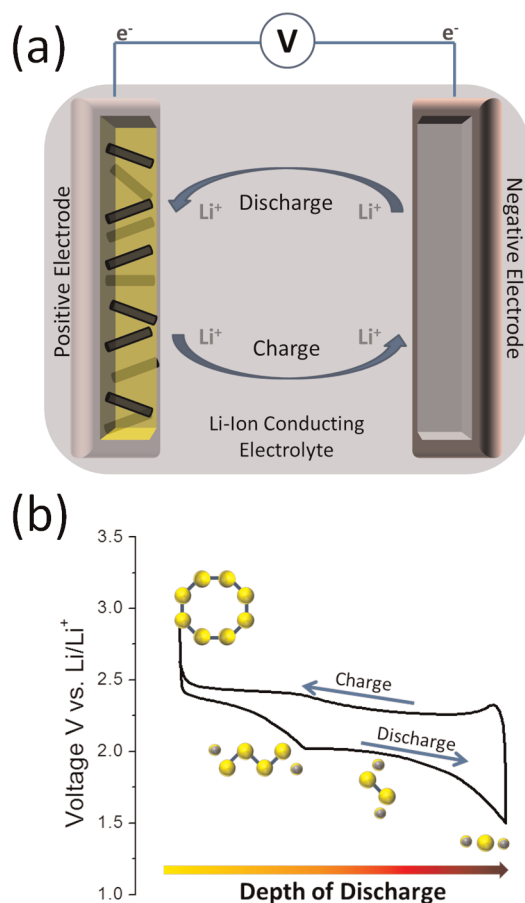 (a)
e-
V
e-
Positive Electrode
Negative Electrode
Discharge
Li+
Li+
Li+
Li+
Charge
Li-Ion Conducting
Electrolyte
(b)
Voltage V vs. Li/Li+
3.5
3.0
2.5
2.0
1.5
1.0
Charge
Discharge
Depth of Discharge